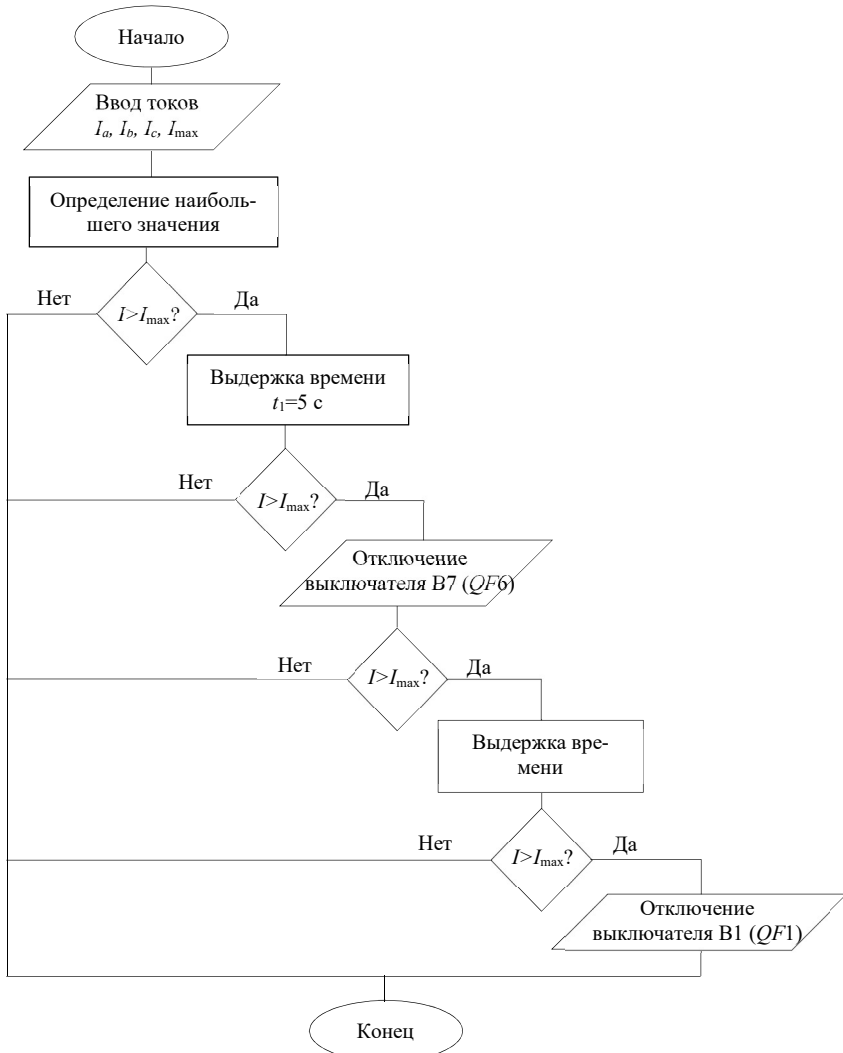 Начало
Ввод токов
Ia, Ib, Ic, Imax
Определение наиболь-
шего значения
Нет
I>Imax?
Да
Выдержка времени
t1=5 с
Нет
I>Imax?
Да
Отключение
выключателя В7 (QF6)
Нет
I>Imax?
Да
Выдержка вре-
мени
Нет
I>Imax?
Да
Отключение
выключателя В1 (QF1)
Конец